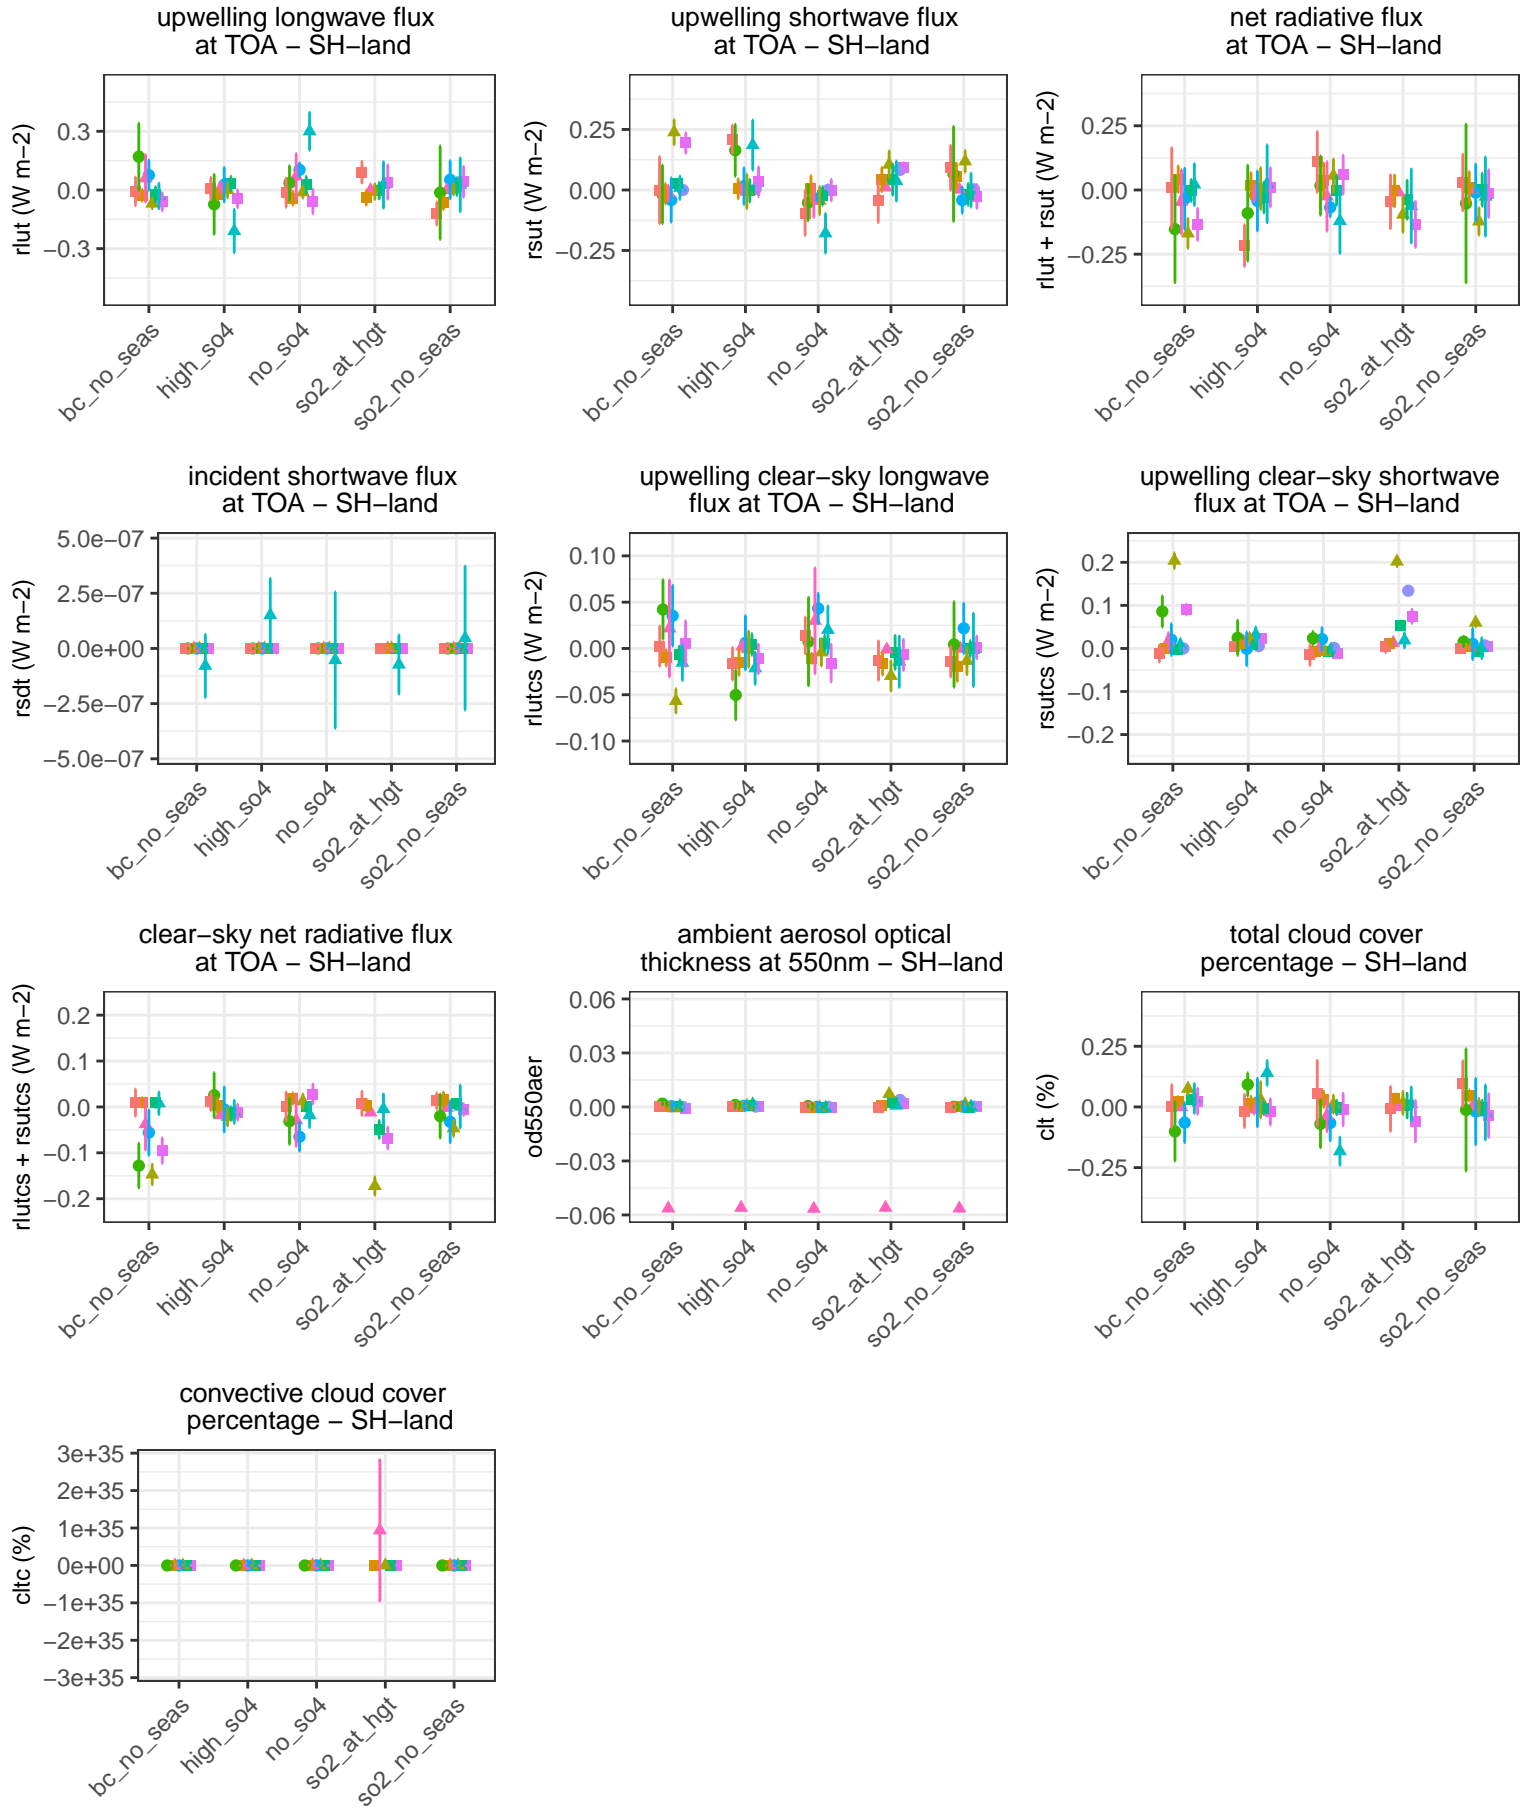 upwelling longwave flux
at TOA − SH−land
rlut (W m−2)
0.3
0.0
−0.3
bc_no_seas
high_so4
no_so4
so2_at_hgt
so2_no_seas
upwelling shortwave flux
at TOA − SH−land
rsut (W m−2)
0.25
0.00
−0.25
bc_no_seas
high_so4
no_so4
so2_at_hgt
so2_no_seas
net radiative flux
at TOA − SH−land
rlut + rsut (W m−2)
0.25
0.00
−0.25
bc_no_seas
high_so4
no_so4
so2_at_hgt
so2_no_seas
incident shortwave flux
at TOA − SH−land
rsdt (W m−2)
5.0e−07
2.5e−07
0.0e+00
−2.5e−07
−5.0e−07
bc_no_seas
high_so4
no_so4
so2_at_hgt
so2_no_seas
upwelling clear−sky longwave
flux at TOA − SH−land
rlutcs (W m−2)
0.10
0.05
0.00
−0.05
−0.10
bc_no_seas
high_so4
no_so4
so2_at_hgt
so2_no_seas
upwelling clear−sky shortwave
flux at TOA − SH−land
rsutcs (W m−2)
0.2
0.1
0.0
−0.1
−0.2
bc_no_seas
high_so4
no_so4
so2_at_hgt
so2_no_seas
clear−sky net radiative flux
at TOA − SH−land
rlutcs + rsutcs (W m−2)
0.2
0.1
0.0
−0.1
−0.2
bc_no_seas
high_so4
no_so4
so2_at_hgt
so2_no_seas
ambient aerosol optical
thickness at 550nm − SH−land
od550aer
0.06
0.03
0.00
−0.03
−0.06
bc_no_seas
high_so4
no_so4
so2_at_hgt
so2_no_seas
total cloud cover
percentage − SH−land
clt (%)
0.25
0.00
−0.25
bc_no_seas
high_so4
no_so4
so2_at_hgt
so2_no_seas
convective cloud cover
percentage − SH−land
cltc (%)
3e+35
2e+35
1e+35
0e+00
−1e+35
−2e+35
−3e+35
bc_no_seas
high_so4
no_so4
so2_at_hgt
so2_no_seas